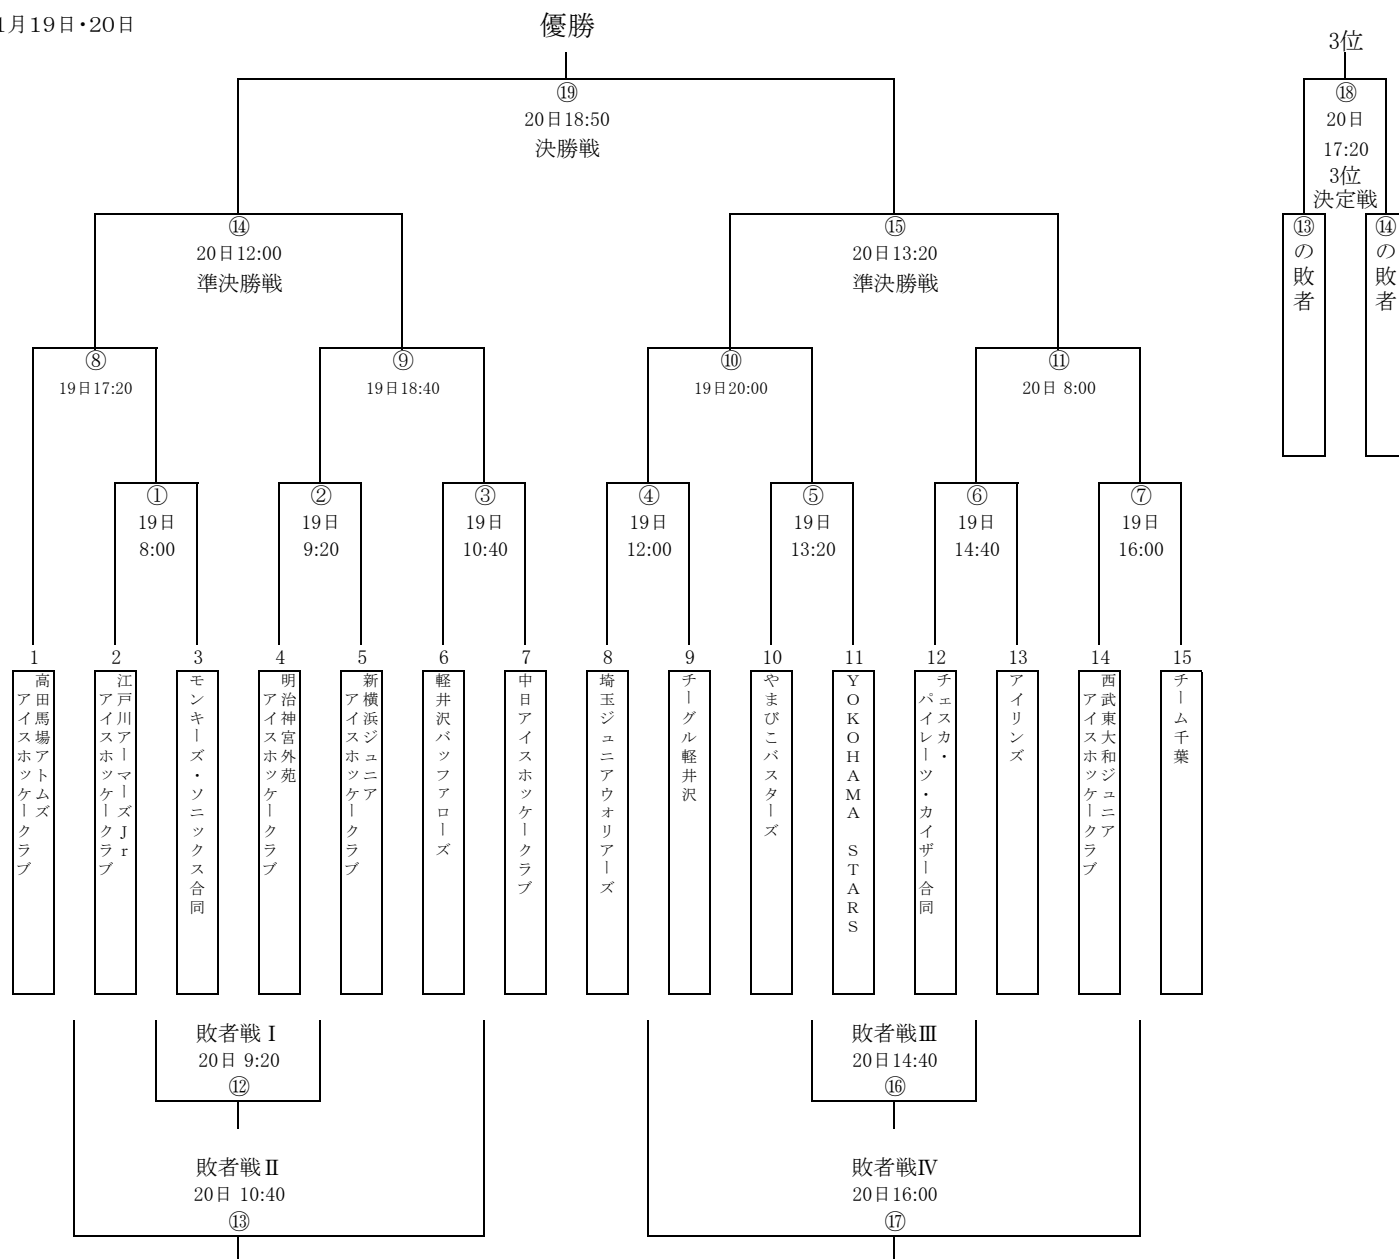 1月19日・20日
優勝
3位
⑲
20日18:50
決勝戦
⑱
20日
17:20
3位
決定戦
⑭
20日12:00
準決勝戦
⑮
20日13:20
準決勝戦
⑬の敗者
⑭の敗者
⑧
19日17:20
⑨
19日18:40
⑩
19日20:00
⑪
20日 8:00
①
19日
8:00
②
19日
9:20
③
19日
10:40
④
19日
12:00
⑤
19日
13:20
⑥
19日
14:40
⑦
19日
16:00
1
高田馬場アトムズ
アイスホッケークラブ
2
江戸川アーマーズJr
アイスホッケークラブ
3
モンキーズ・ソニックス合同
4
明治神宮外苑
アイスホッケークラブ
5
新横浜ジュニア
アイスホッケークラブ
6
軽井沢バッファローズ
7
中日アイスホッケークラブ
8
埼玉ジュニアウォリアーズ
9
チーグル軽井沢
10
やまびこバスターズ
11
YOKOHAMA STARS
12
チェスカ・
パイレーツ・カイザー合同
13
アイリンズ
14
西武東大和ジュニア
アイスホッケークラブ
15
チーム千葉
敗者戦Ⅰ
20日 9:20
⑫
敗者戦Ⅲ
20日14:40
⑯
敗者戦Ⅱ
20日 10:40
⑬
敗者戦Ⅳ
20日16:00
⑰